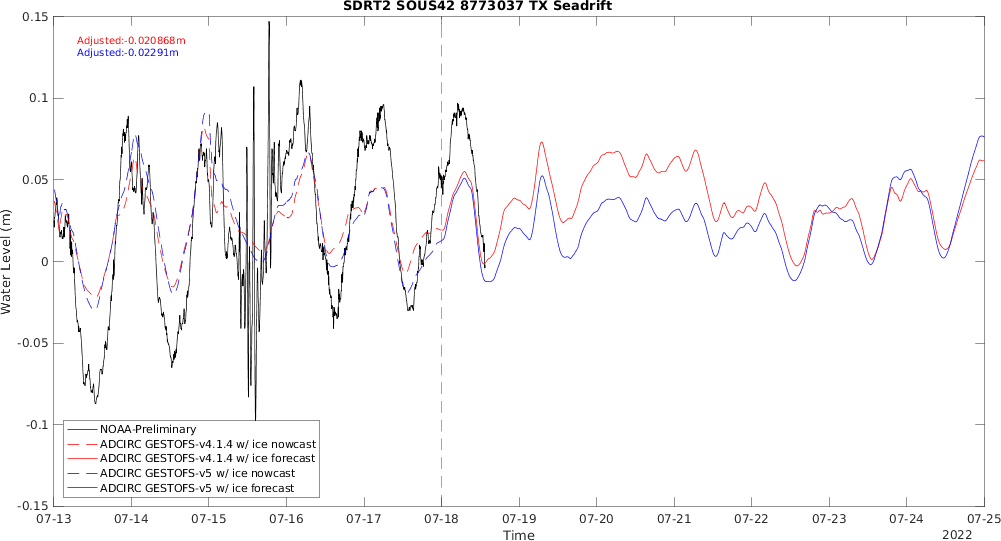 SDRT2 SOUS42 8773037 TX Seadrift
Adjusted:-0.020868m
Adjusted:-0.02291m
0.15
0.1
0.05
0
-0.05
-0.1
-0.15
Water Level (m)
NOAA-Preliminary
ADCIRC GESTOFS-v4.1.4 w/ ice nowcast
ADCIRC GESTOFS-v4.1.4 w/ ice forecast
ADCIRC GESTOFS-v5 w/ ice nowcast
ADCIRC GESTOFS-v5 w/ ice forecast
07-13 07-14 07-15 07-16 07-17 07-18 07-19 07-20 07-21 07-22 07-23 07-24 07-25
Time
2022